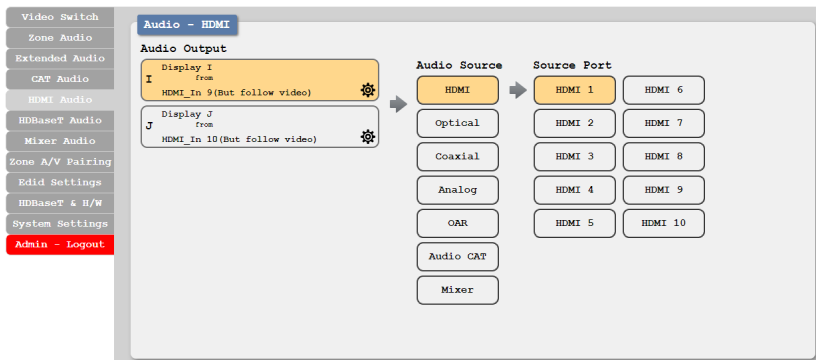 Video Switch
Zone Audio
Extended Audio
CAT Audio
HDMI Audio
HDBaseT Audio
Mixer Audio
Zone A/V Pairing
Edid Settings
HDBaseT & H/W
System Settings
Admin - Logout
Audio - HDMI
Audio Output
Display I
I from
HDMI_In 9(But follow video)
Display J
J from
HDMI_In 10(But follow video)
Audio Source
HDMI
Optical
Coaxial
Analog
OAR
Audio CAT
Mixer
Source Port
HDMI 1 HDMI 6
HDMI 2 HDMI 7
HDMI 3 HDMI 8
HDMI 4 HDMI 9
HDMI 5 HDMI 10